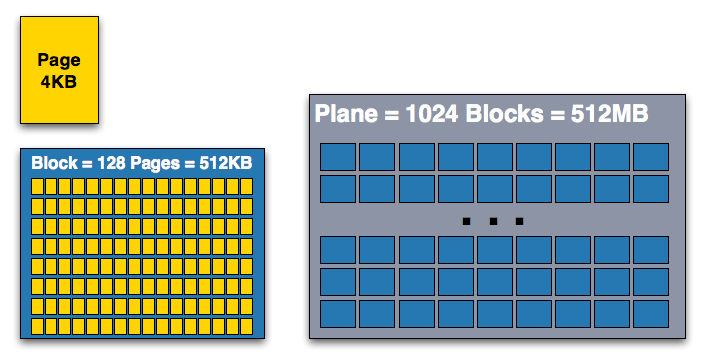 Page
4KB
Block = 128 Pages = 512KB
Plane = 1024 Blocks = 512MB
. . .